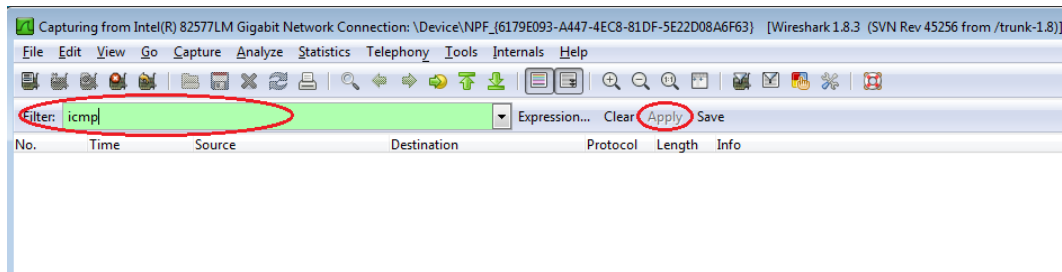 Capturing from Intel(R) 82577LM Gigabit Network Connection: \Device\NPF_{6179E093-A447-4EC8-81DF-5E22D08A6F63} [Wireshark 1.8.3 (SVN Rev 45256 from /trunk-1.8)]
File Edit View Go Capture Analyze Statistics Telephony Tools Internals Help
Filter: icmp Expression... Clear Apply Save
No. Time Source Destination Protocol Length Info